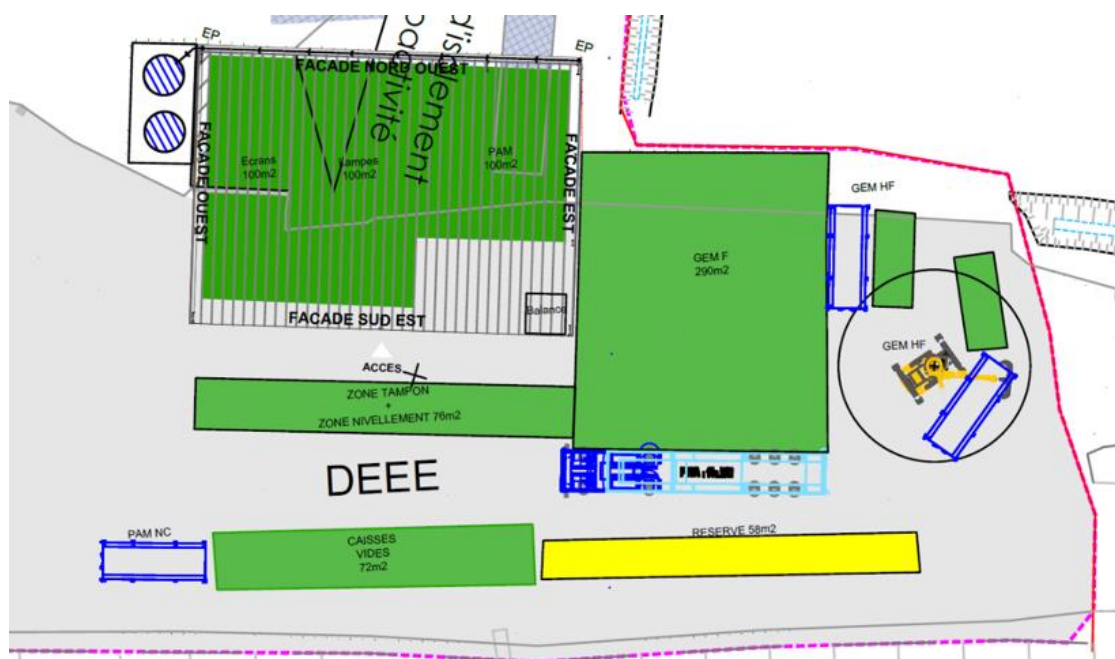 EP
EP
d'isolement
pactivité
FACADE NORD OUEST
FACADE OUEST
FACADE EST
Ecrans
100m2
Lampes
100m2
PAM
100m2
GEM HF
GEM F
290m2
Balance
FACADE SUD EST
GEM HF
ACCES
ZONE TAMPON
+
ZONE NIVELLEMENT 76m2
DEEE
PAM NC
CAISSES
VIDES
72m2
RESERVE 58m2